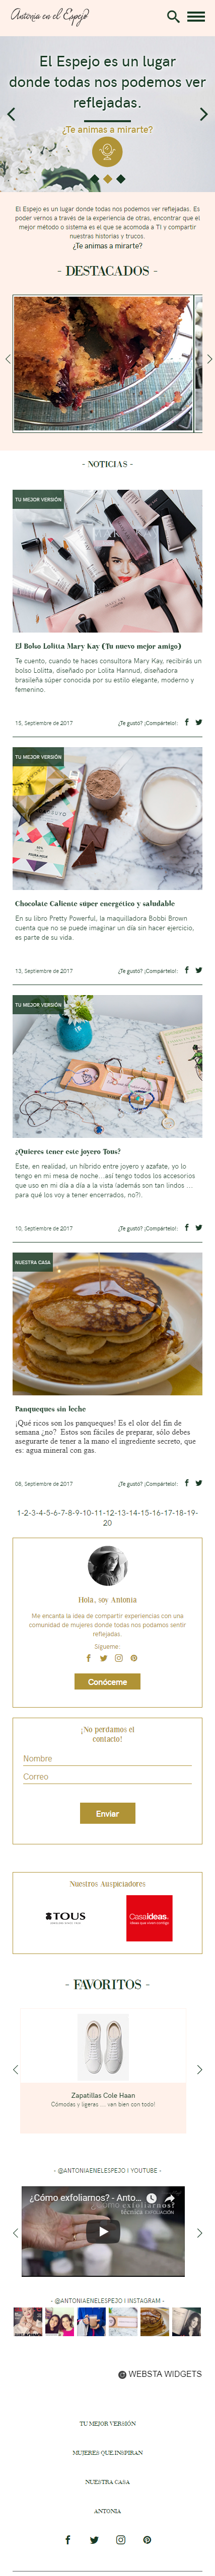 Antonia en el Espejo
El Espejo es un lugar
donde todas nos podemos ver
reflejadas.
¿Te animas a mirarte?
El Espejo es un lugar donde todas nos podemos ver reflejadas. Es
poder vernos a través de la experiencia de otras, encontrar que el
mejor método o sistema es el que se acomoda a TI y compartir
nuestras historias y trucos.
¿Te animas a mirarte?
- DESTACADOS -
- NOTICIAS -
TU MEJOR VERSIÓN
El Bolso Lolitta Mary Kay (Tu nuevo mejor amigo)
Te cuento, cuando te haces consultora Mary Kay, recibirás un
bolso Lolitta, diseñado por Lolita Hannud, diseñadora
brasileña súper conocida por su estilo elegante, moderno y
femenino.
15, Septiembre de 2017
¿Te gustó? ¡Compártelo!:
TU MEJOR VERSIÓN
Chocolate Caliente súper energético y saludable
En su libro Pretty Powerful, la maquilladora Bobbi Brown
cuenta que no se puede imaginar un día sin hacer ejercicio,
es parte de su vida.
13, Septiembre de 2017
¿Te gustó? ¡Compártelo!:
TU MEJOR VERSIÓN
¿Quieres tener este joyero Tous?
Este, en realidad, un híbrido entre joyero y azafate, yo lo
tengo en mi mesa de noche...así tengo todos los accesorios
que uso en mi día a día a la vista (además son tan lindos ...
para qué los voy a tener encerrados, no?).
10, Septiembre de 2017
¿Te gustó? ¡Compártelo!:
NUESTRA CASA
Panqueques sin leche
¡Qué ricos son los panqueques! Es el olor del fin de
semana ¿no? Estos son fáciles de preparar, sólo debes
asegurarte de tener a la mano el ingrediente secreto, que
es: agua mineral con gas.
08, Septiembre de 2017
¿Te gustó? ¡Compártelo!:
1-2-3-4-5-6-7-8-9-10-11-12-13-14-15-16-17-18-19-
20
Hola, soy Antonia
Me encanta la idea de compartir experiencias con una
comunidad de mujeres donde todas nos podamos sentir
reflejadas.
Sígueme:
Conóceme
¡No perdamos el
contacto!
Nombre
Correo
Enviar
Nuestros Auspiciadores
TOUS
Casaideas.
- FAVORITOS -
Zapatillas Cole Haan
Cómodas y ligeras ... van bien con todo!
- @ANTONIAENELESPEJO | YOUTUBE -
¿Cómo exfoliarnos? - Anto...
¿Cómo exfoliarnos?
TÉCNICA EXFOLIACIÓN
- @ANTONIAENELESPEJO | INSTAGRAM -
WEBSTA WIDGETS
TU MEJOR VERSIÓN
MUJERES QUE INSPIRAN
NUESTRA CASA
ANTONIA